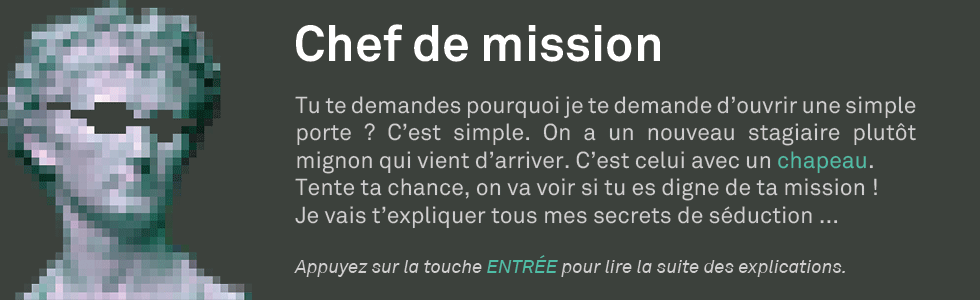 Chef de mission
Tu te demandes pourquoi je te demande d’ouvrir une simple
porte ? C’est simple. On a un nouveau stagiaire plutôt
mignon qui vient d’arriver. C’est celui avec un chapeau.
Tente ta chance, on va voir si tu es digne de ta mission !
Je vais t’expliquer tous mes secrets de séduction ...
Appuyez sur la touche ENTRÉE pour lire la suite des explications.